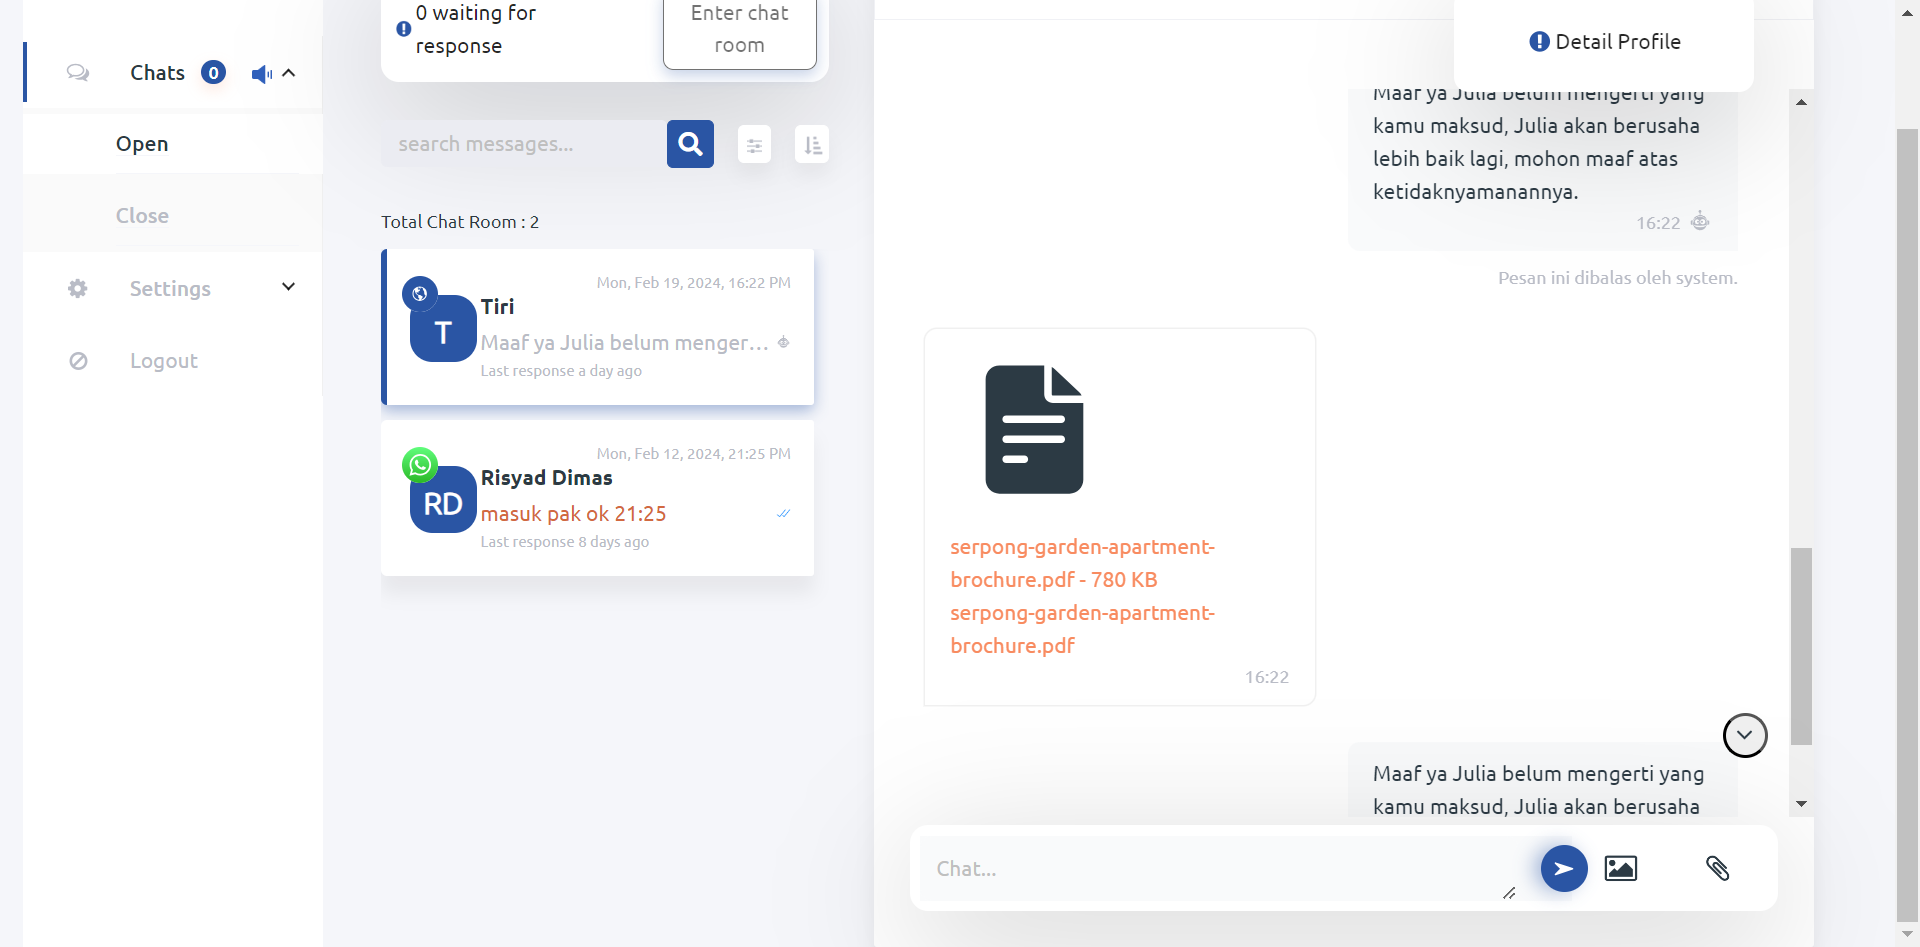 Chats 0
Open
Close
Settings
Logout
0 waiting for
response
Enter chat
room
search messages...
Total Chat Room : 2
Mon, Feb 19, 2024, 16:22 PM
T
Tiri
Maaf ya Julia belum menger...
Last response a day ago
Mon, Feb 12, 2024, 21:25 PM
RD
Risyad Dimas
masuk pak ok 21:25
Last response 8 days ago
Detail Profile
Maaf ya Julia belum mengerti yang
kamu maksud, Julia akan berusaha
lebih baik lagi, mohon maaf atas
ketidaknyamanannya.
16:22
Pesan ini dibalas oleh system.
serpong-garden-apartment-
brochure.pdf - 780 KB
serpong-garden-apartment-
brochure.pdf
16:22
Maaf ya Julia belum mengerti yang
kamu maksud, Julia akan berusaha
Chat...